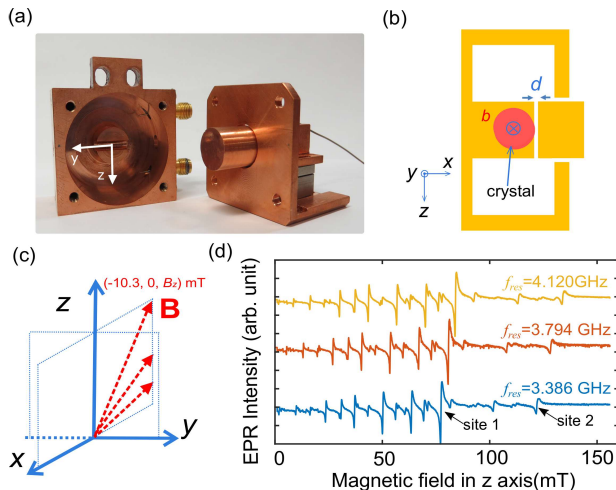 (a)
y
z
(b)
d
b
y
x
z
crystal
(c)
z
(-10.3, 0, Bz) mT
B
y
x
(d)
EPR Intensity (arb. unit)
fres=4.120GHz
fres=3.794 GHz
fres=3.386 GHz
site 1
site 2
0
50
100
150
Magnetic field in z axis(mT)